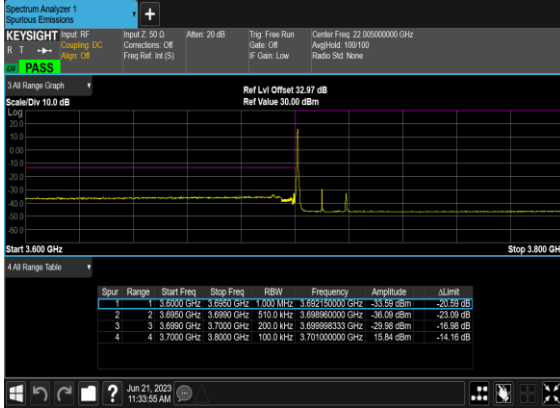 Spectrum Analyzer 1
Spurious Emissions
+
KEYSIGHT Input: RF Input Z: 50 Ω Atten: 20 dB Trig: Free Run Center Freq: 22.005000000 GHz
R T Coupling: DC Corrections: Off Gate: Off Avg|Hold: 100/100
Align: Off Freq Ref: Int (S) IF Gain: Low Radio Std: None
PASS
3.All Range Graph
Ref Lvl Offset 32.97 dB
Scale/Div 10.0 dB Ref Value 30.00 dBm
Log
20.0
10.0
0.00
-10.0
-20.0
-30.0
-40.0
-50.0
-60.0
Start 3.600 GHz Stop 3.800 GH
4.All Range Table
Spur Range Start Freq Stop Freq RBW Frequency Amplitude ΔLimit
1 1 3.6000 GHz 3.6950 GHz 1.000 MHz 3.692150000 GHz -33.59 dBm -20.59 dB
2 2 3.6950 GHz 3.6990 GHz 510.0 kHz 3.698960000 GHz -36.09 dBm -23.09 dB
3 3 3.6990 GHz 3.7000 GHz 200.0 kHz 3.699998333 GHz -29.98 dBm -16.98 dB
4 4 3.7000 GHz 3.8000 GHz 100.0 kHz 3.701000000 GHz 15.84 dBm -14.16 dB
?
Jun 21, 2023
11:33:55 AM